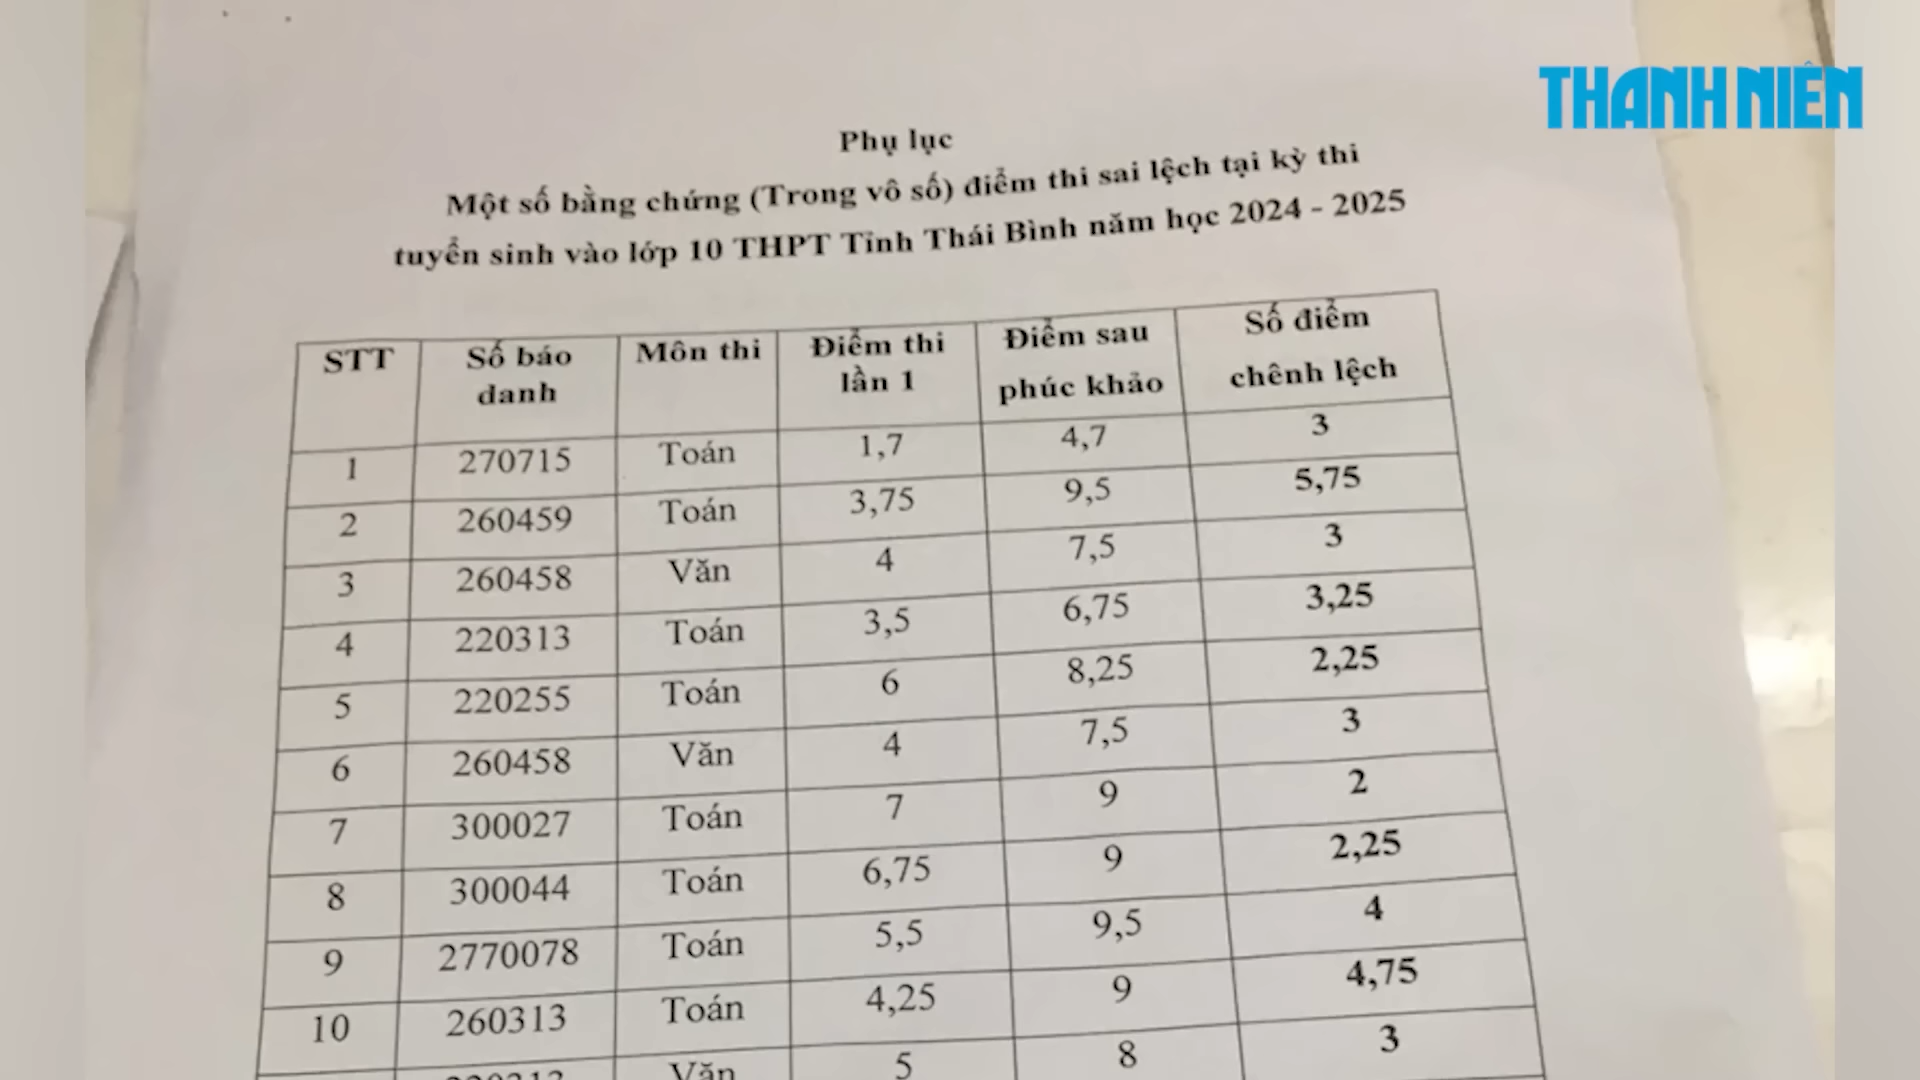 THANH NIÊN
Phụ lục
Một số bằng chứng (Trong vô số) điểm thi sai lệch tại kỳ thi
tuyển sinh vào lớp 10 THPT Tỉnh Thái Bình năm học 2024 - 2025
STT Số báo danh Môn thi Điểm thi lần 1 Điểm sau phúc khảo Số điểm chênh lệch
1 270715 Toán 1,7 4,7 3
2 260459 Toán 3,75 9,5 5,75
3 260458 Văn 4 7,5 3
4 220313 Toán 3,5 6,75 3,25
5 220255 Toán 6 8,25 2,25
6 260458 Văn 4 7,5 3
7 300027 Toán 7 9 2
8 300044 Toán 6,75 9 2,25
9 2770078 Toán 5,5 9,5 4
10 260313 Toán 4,25 9 4,75
Văn 5 8 3